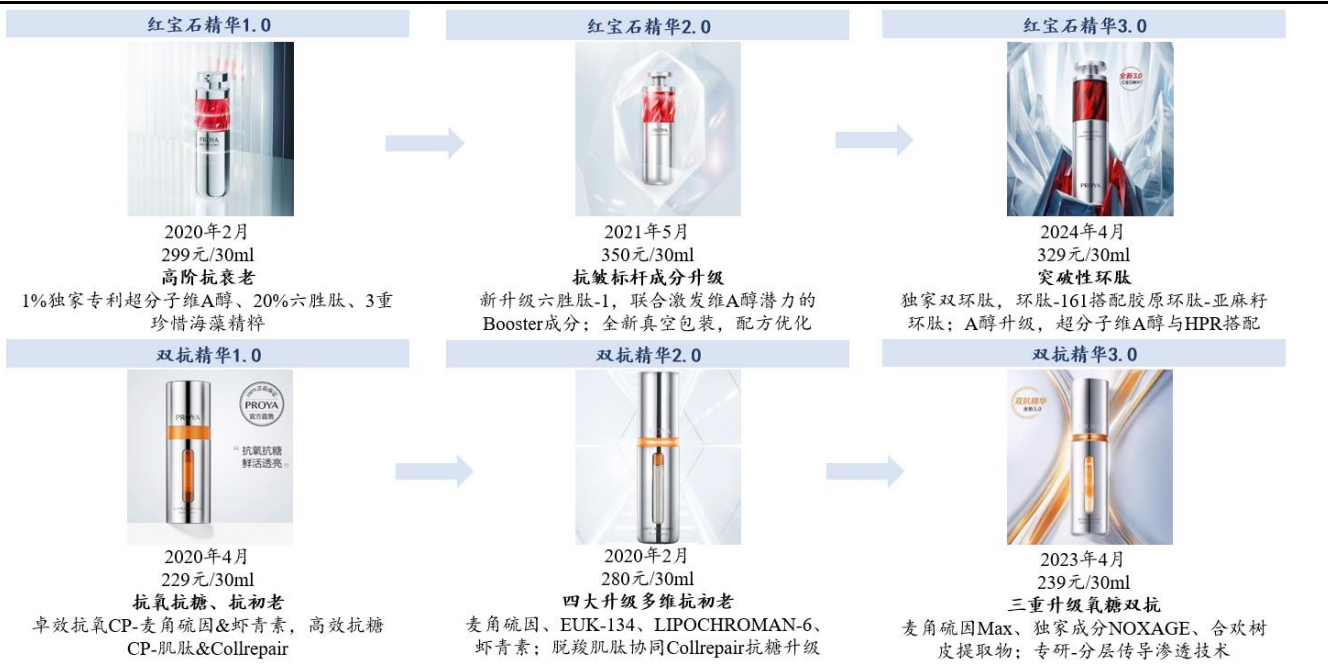 红宝石精华1.0
红宝石精华2.0
红宝石精华3.0
PROYA
PROYA
全新3.0
PROYA
2020年2月
299元/30ml
高阶抗衰老
1%独家专利超分子维A醇、20%六胜肽、3重
珍惜海藻精粹
2021年5月
350元/30ml
抗皱标杆成分升级
新升级六胜肽-1，联合激发维A醇潜力的
Booster成分；全新真空包装，配方优化
2024年4月
329元/30ml
突破性环肽
独家双环肽，环肽-161搭配胶原环肽-亚麻籽
环肽；A醇升级，超分子维A醇与HPR搭配
双抗精华1.0
双抗精华2.0
双抗精华3.0
PROYA
100%正品保证
PROYA
官方直售
“ 抗氧抗糖
鲜活透亮 ”
双抗精华
全新3.0
2020年4月
229元/30ml
抗氧抗糖、抗初老
卓效抗氧CP-麦角硫因&虾青素，高效抗糖
CP-肌肽&Collrepair
2020年2月
280元/30ml
四大升级多维抗初老
麦角硫因、EUK-134、LIPOCHROMAN-6、
虾青素；脱羧肌肽协同Collrepair抗糖升级
2023年4月
239元/30ml
三重升级氧糖双抗
麦角硫因Max、独家成分NOXAGE、合欢树
皮提取物；专研-分层传导渗透技术